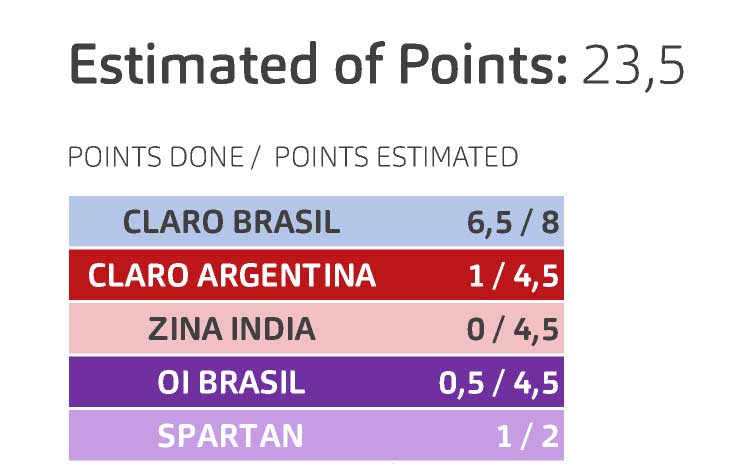 Estimated of Points: 23,5
POINTS DONE / POINTS ESTIMATED
CLARO BRASIL 6,5 / 8
CLARO ARGENTINA 1 / 4,5
ZINA INDIA 0 / 4,5
OI BRASIL 0,5 / 4,5
SPARTAN 1 / 2